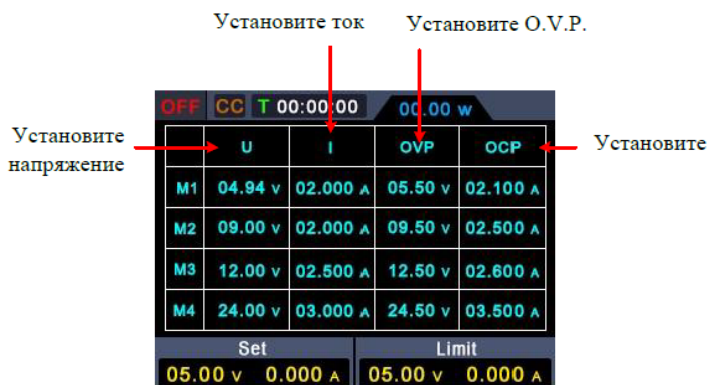 Установите ток
Установите O.V.P.
OFF CC T 00:00:00 00.00 w
Установите напряжение
Установите
U I OVP OCP
M1 04.94 v 02.000 A 05.50 v 02.100 A
M2 09.00 v 02.000 A 09.50 v 02.500 A
M3 12.00 v 02.500 A 12.50 v 02.600 A
M4 24.00 v 03.000 A 24.50 v 03.500 A
Set Limit
05.00 v 0.000 A 05.00 v 0.000 A